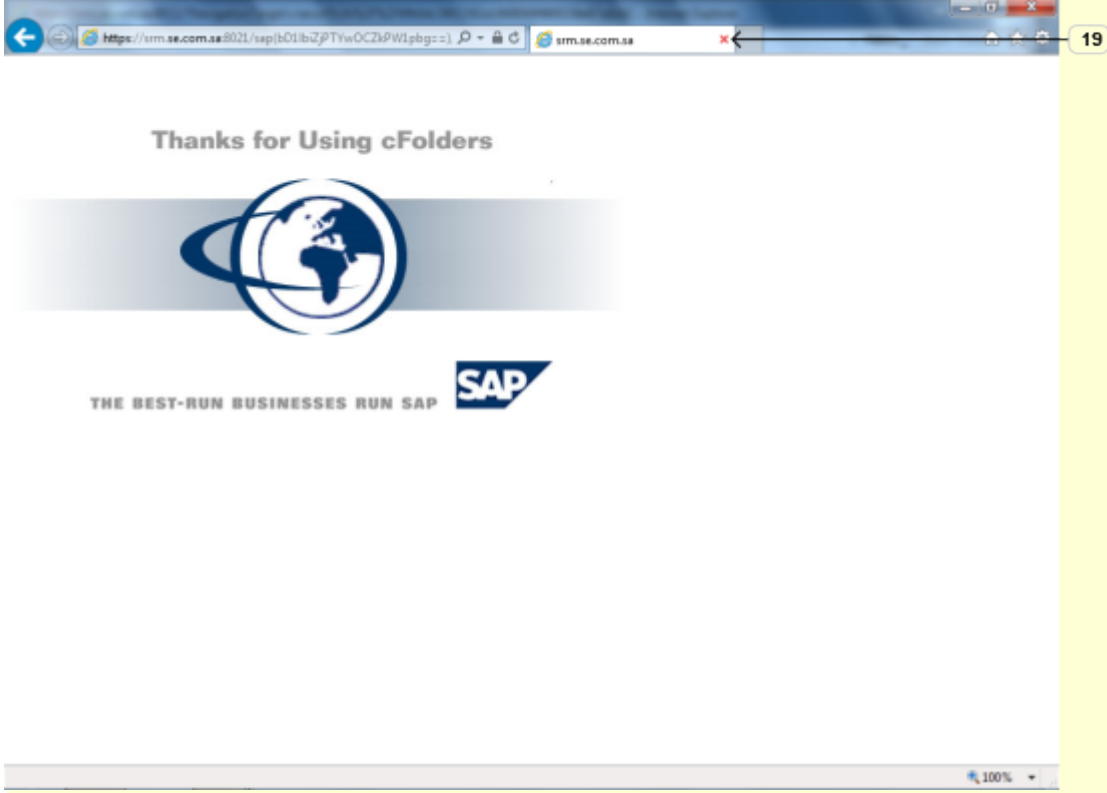 https://srm.se.com.sa:8021/sap(bD1lbiZjPTYwOCZkPW1pbg==)
srm.se.com.sa
19
Thanks for Using cFolders
THE BEST-RUN BUSINESSES RUN SAP
SAP
100%